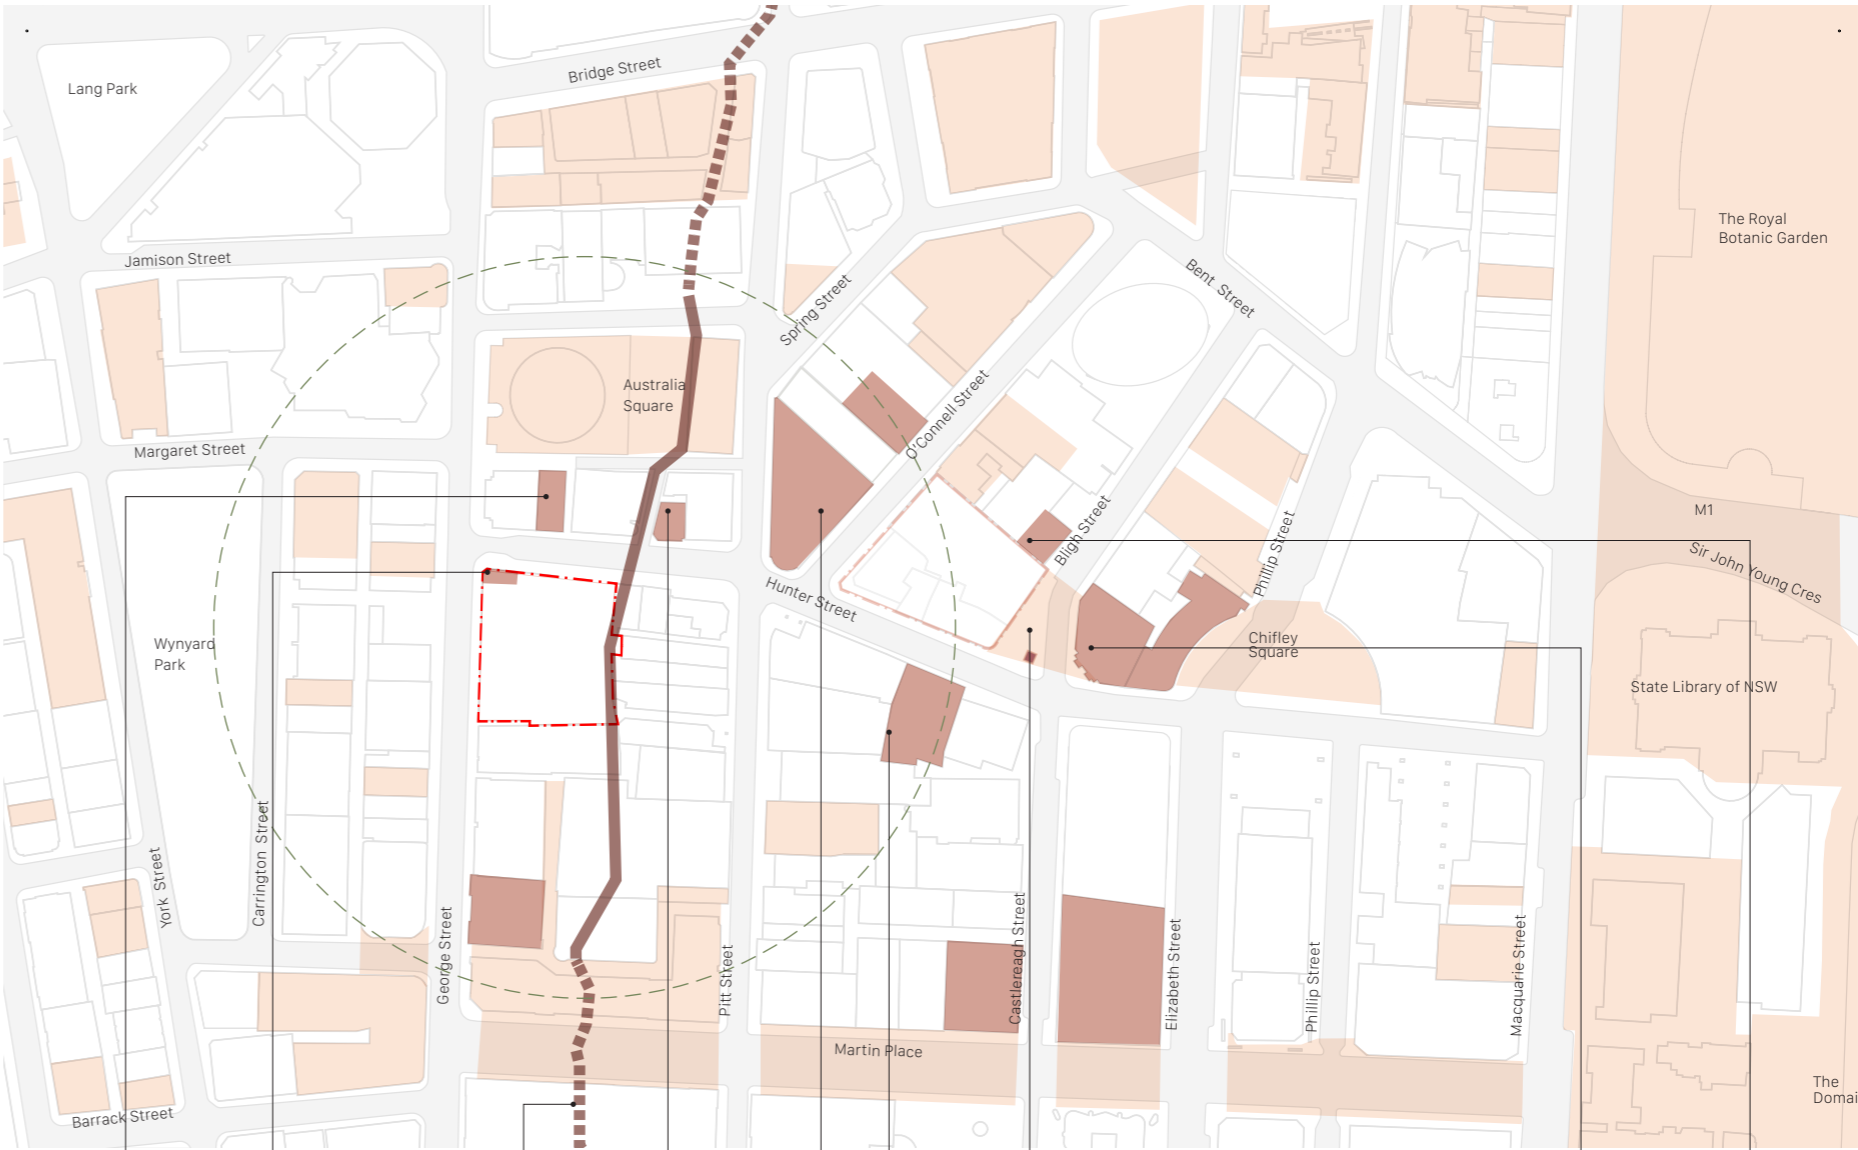 Lang Park
Bridge Street
The Royal
Botanic Garden
Jamison Street
Bent Street
Spring Street
Australia
Square
O'Connell Street
Margaret Street
M1
Sir John Young Cres
Bligh Street
Phillip Street
Hunter Street
Wynyard
Park
Chifley
Square
State Library of NSW
York Street
Carrington Street
George Street
Pitt Street
Castlereagh Street
Elizabeth Street
Phillip Street
Macquarie Street
Martin Place
Barrack Street
The
Domai